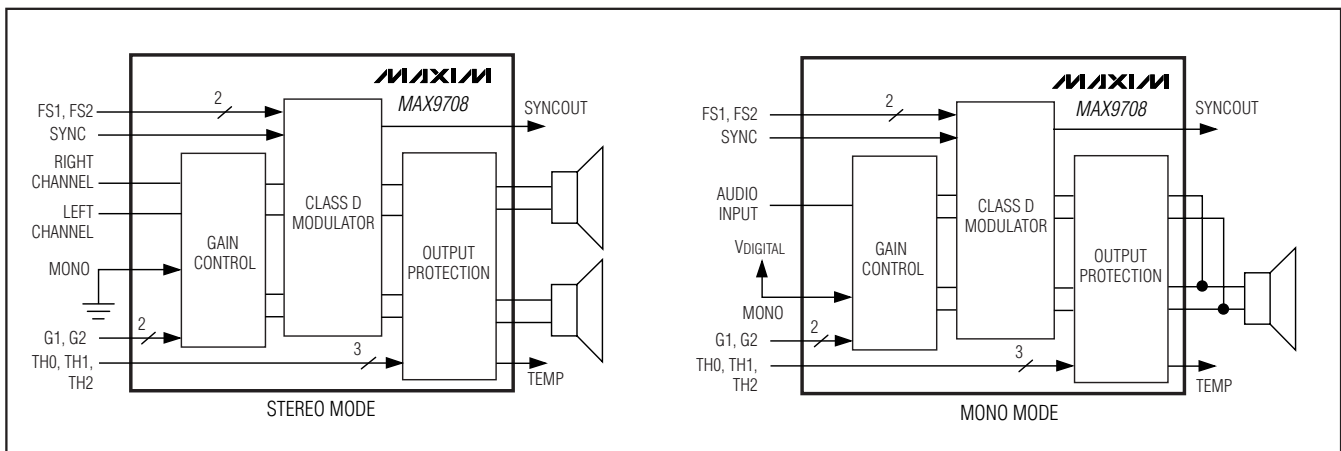 MAXIM
MAX9708
FS1, FS2
2
SYNC
SYNCOUT
RIGHT
CHANNEL
LEFT
CHANNEL
MONO
GAIN
CONTROL
CLASS D
MODULATOR
OUTPUT
PROTECTION
G1, G2
2
TH0, TH1,
TH2
3
TEMP
STEREO MODE
MAXIM
MAX9708
FS1, FS2
2
SYNC
SYNCOUT
AUDIO
INPUT
VDIGITAL
MONO
GAIN
CONTROL
CLASS D
MODULATOR
OUTPUT
PROTECTION
G1, G2
2
TH0, TH1,
TH2
3
TEMP
MONO MODE